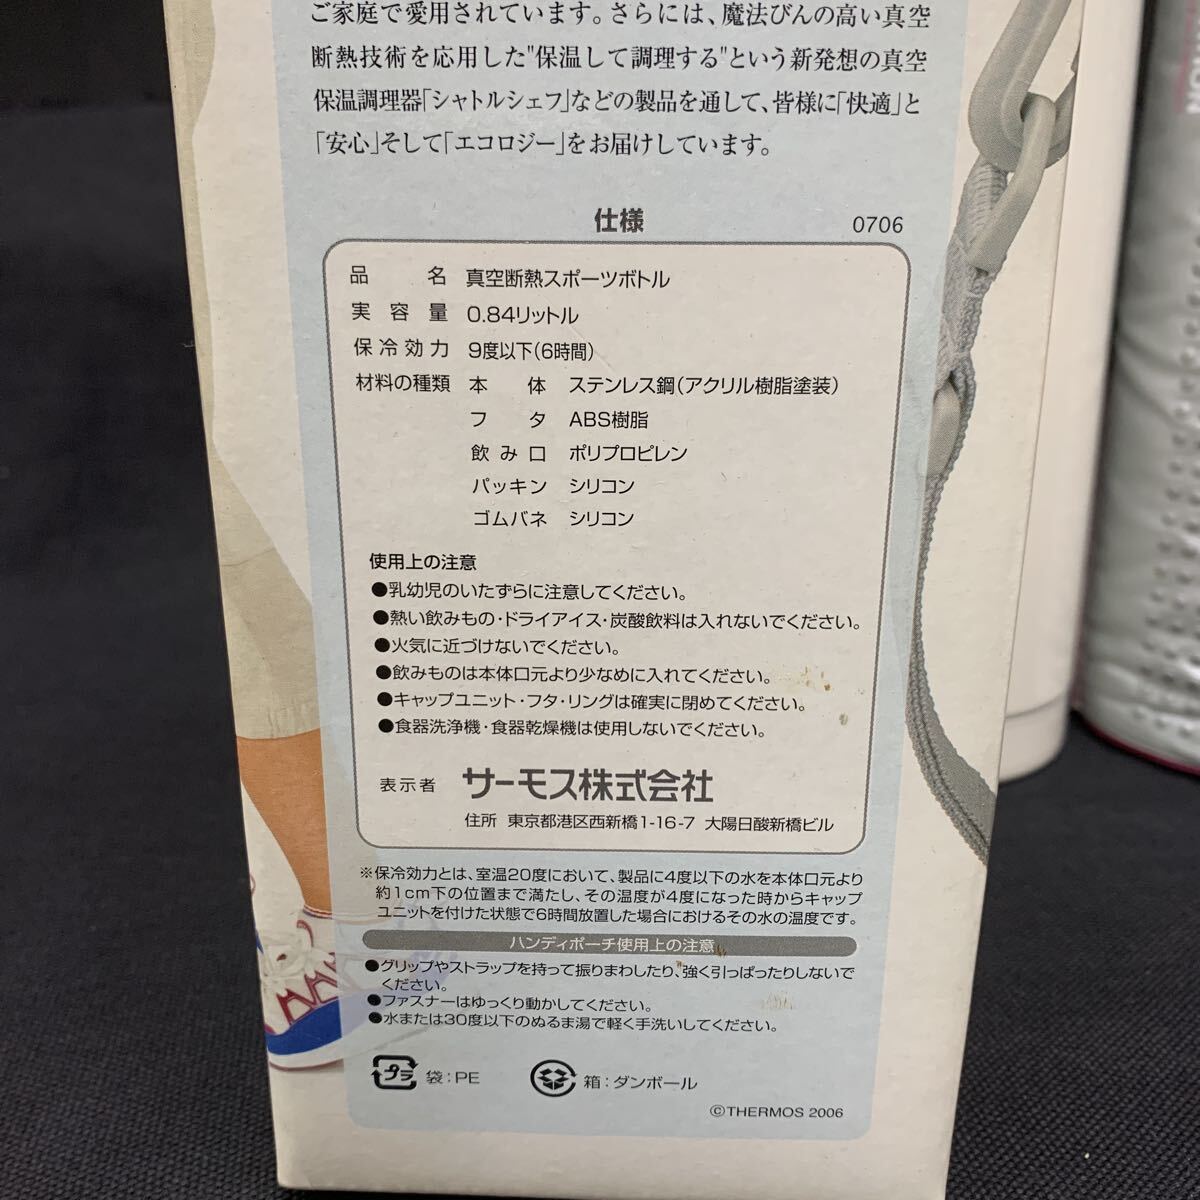 ご家庭で愛用されています。さらには、魔法びんの高い真空
断熱技術を応用した"保温して調理する"という新発想の真空
保温調理器「シャトルシェフ」などの製品を通して、皆様に「快適」と
「安心」そして「エコロジー」をお届けしています。
仕様 0706
品名 真空断熱スポーツボトル
実容量 0.84リットル
保冷効力 9度以下(6時間)
材料の種類 本体 ステンレス鋼(アクリル樹脂塗装)
フタ ABS樹脂
飲み口 ポリプロピレン
パッキン シリコン
ゴムバネ シリコン
使用上の注意
●乳幼児のいたずらに注意してください。
●熱い飲みもの・ドライアイス・炭酸飲料は入れないでください。
●火気に近づけないでください。
●飲みものは本体口元より少なめに入れてください。
●キャップユニット・フタ・リングは確実に閉めてください。
●食器洗浄機・食器乾燥機は使用しないでください。
表示者 サーモス株式会社
住所 東京都港区西新橋1-16-7 大陽日酸新橋ビル
※保冷効力とは、室温20度において、製品に4度以下の水を本体口元より
約1cm下の位置まで満たし、その温度が4度になった時からキャップ
ユニットを付けた状態で6時間放置した場合におけるその水の温度です。
ハンディポーチ使用上の注意
●グリップやストラップを持って振りまわしたり、強く引っぱったりしないで
ください。
●ファスナーはゆっくり動かしてください。
●水または30度以下のぬるま湯で軽く手洗いしてください。
プラ 袋:PE 箱:ダンボール
©THERMOS 2006